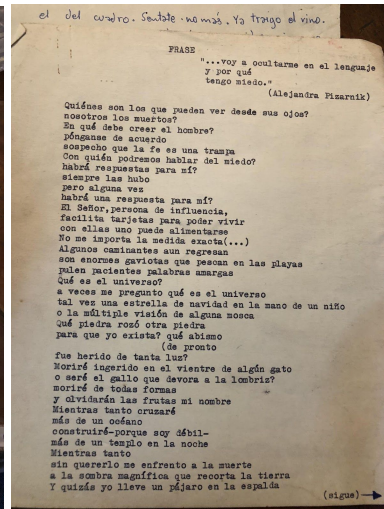 el del cuadro. Sentate no más. Ya traigo el vino.
FRASE
"...voy a ocultarme en el lenguaje
y por qué
tengo miedo."
(Alejandra Pizarnik)
Quiénes son los que pueden ver desde sus ojos?
nosotros los muertos?
En qué debe creer el hombre?
pónganse de acuerdo
sospecho que la fe es una trampa
Con quién podremos hablar del miedo?
habrá respuestas para mí?
siempre las hubo
pero alguna vez
habrá una respuesta para mí?
El Señor,persona de influencia,
facilita tarjetas para poder vivir
con ellas uno puede alimentarse
No me importa la medida exacta(...)
Algunos caminantes aun regresan
son enormes gaviotas que pescan en las playas
pulen pacientes palabras amargas
Qué es el universo?
a veces me pregunto qué es el universo
tal vez una estrella de navidad en la mano de un niño
o la múltiple visión de alguna mosca
Qué piedra rozó otra piedra
para que yo exista? qué abismo
(de pronto
fue herido de tanta luz?
Moriré ingerido en el vientre de algún gato
o seré el gallo que devora a la lombriz?
moriré de todas formas
y olvidarán las frutas mi nombre
Mientras tanto cruzaré
más de un océano
construiré-porque soy débil-
más de un templo en la noche
Mientras tanto
sin quererlo me enfrento a la muerte
a la sombra magnífica que recorta la tierra
Y quizás yo lleve un pájaro en la espalda
(sigue)